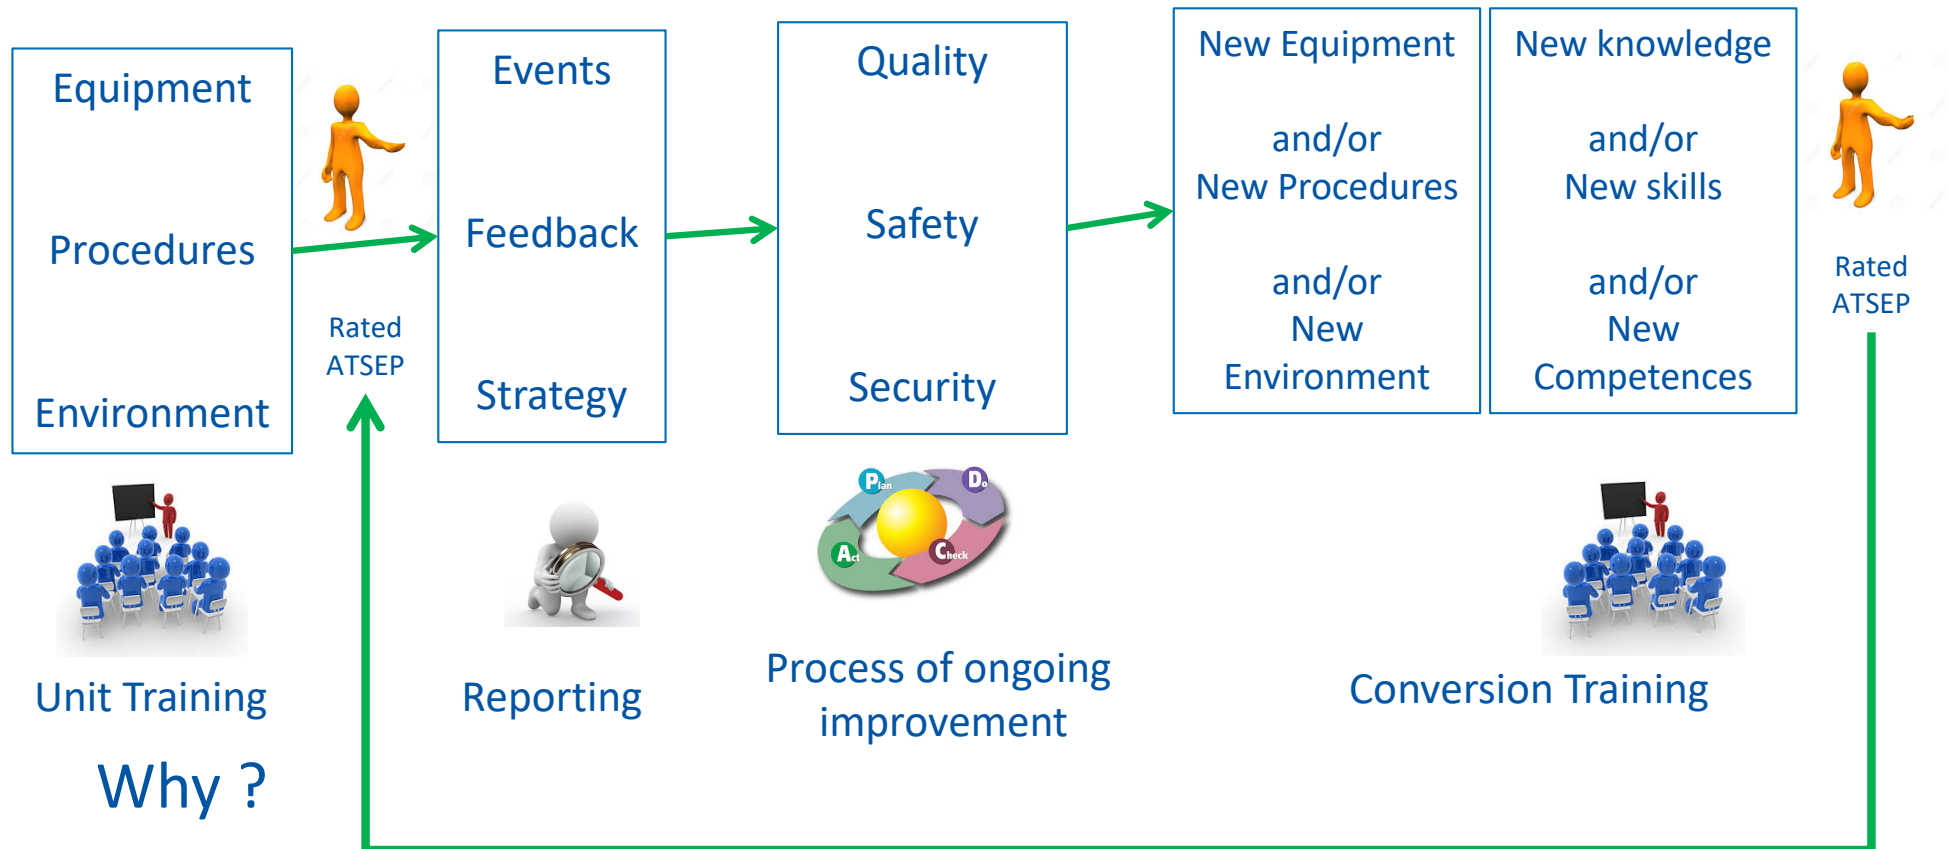 Equipment
Procedures
Environment
Rated
ATSEP
Events
Feedback
Strategy
Quality
Safety
Security
New Equipment
and/or
New Procedures
and/or
New
Environment
New knowledge
and/or
New skills
and/or
New
Competences
Rated
ATSEP
Plan
Do
Act
Check
Unit Training
Reporting
Process of ongoing
improvement
Conversion Training
Why ?